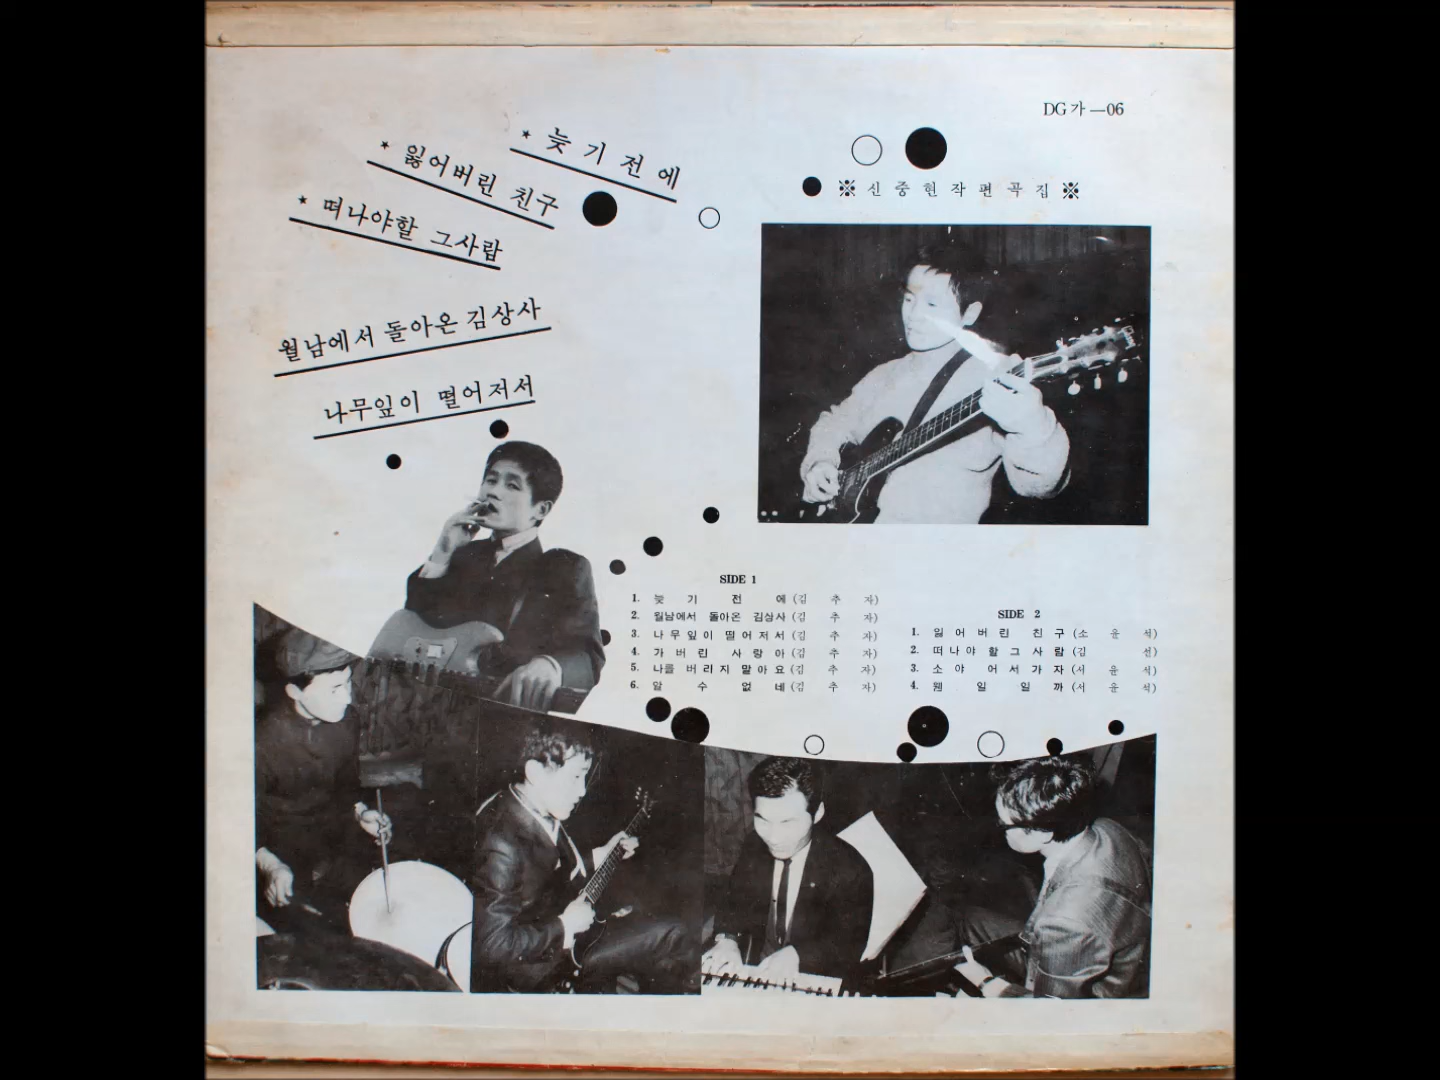 DG가—06
* 늦기전에
* 잃어버린 친구
* 떠나야할 그사람
월남에서 돌아온 김상사
나무잎이 떨어저서
※신중현작편곡집※
SIDE 1
1. 늦기전에 (김추자)
2. 월남에서 돌아온 김상사 (김추자)
3. 나무잎이 떨어저서 (김추자)
4. 가버린 사랑아 (김추자)
5. 나를 버리지 말아요 (김추자)
6. 알수없네 (김추자)
SIDE 2
1. 잃어버린 친구 (소윤석)
2. 떠나야할그사람 (김선)
3. 소야 어서가자 (서윤석)
4. 웬일일까 (서윤석)